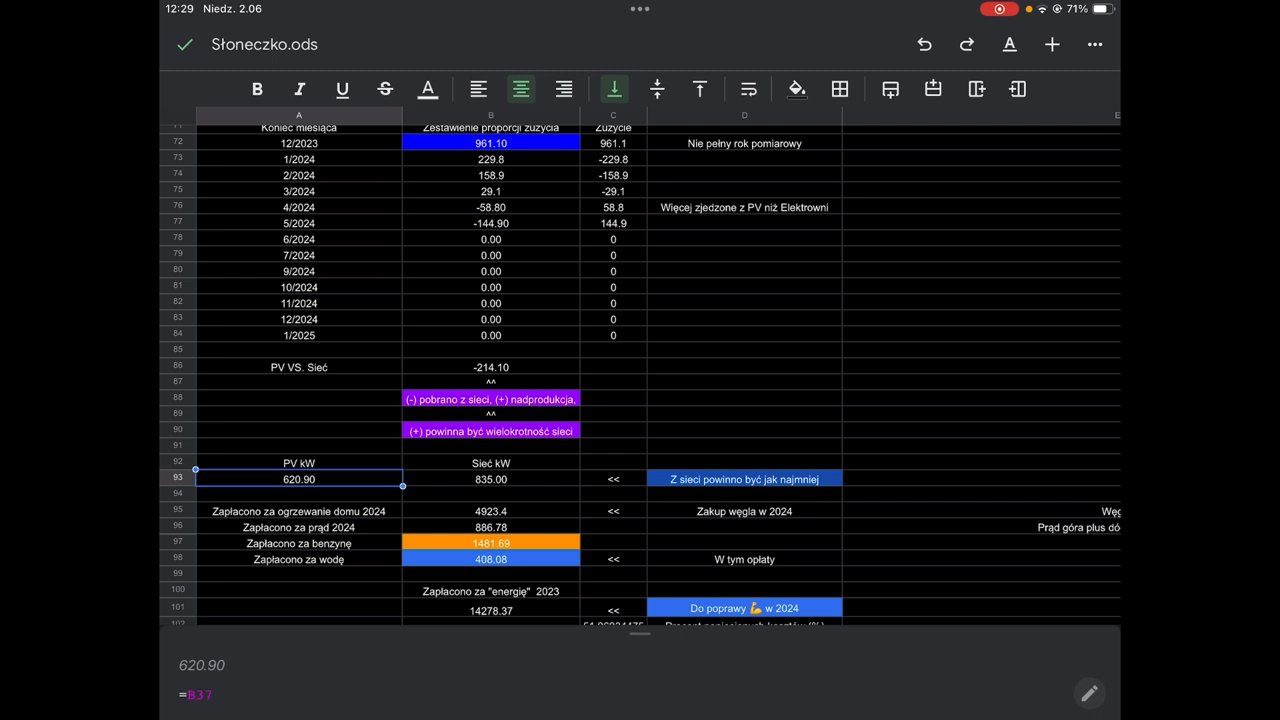 12:29 Niedz. 2.06 71%
Słoneczko.ods
B I U S A
A B C D E
Koniec miesiąca Zestawienie proporcji zużycia Zużycie
72 12/2023 961.10 961.1 Nie pełny rok pomiarowy
73 1/2024 229.8 -229.8
74 2/2024 158.9 -158.9
75 3/2024 29.1 -29.1
76 4/2024 -58.80 58.8 Więcej zjedzone z PV niż Elektrowni
77 5/2024 -144.90 144.9
78 6/2024 0.00 0
79 7/2024 0.00 0
80 9/2024 0.00 0
81 10/2024 0.00 0
82 11/2024 0.00 0
83 12/2024 0.00 0
84 1/2025 0.00 0
85
86 PV VS. Sieć -214.10
87 ^^
88 (-) pobrano z sieci, (+) nadprodukcja,
89 ^^
90 (+) powinna być wielokrotność sieci
91
92 PV kW Sieć kW
93 620.90 835.00 << Z sieci powinno być jak najmniej
94
95 Zapłacono za ogrzewanie domu 2024 4923.4 << Zakup węgla w 2024 Węg
96 Zapłacono za prąd 2024 886.78 Prąd góra plus dó
97 Zapłacono za benzynę 1481.69
98 Zapłacono za wodę 408.08 << W tym opłaty
99
100 Zapłacono za "energię" 2023
101 14278.37 << Do poprawy 💪 w 2024
102
620.90
=B37